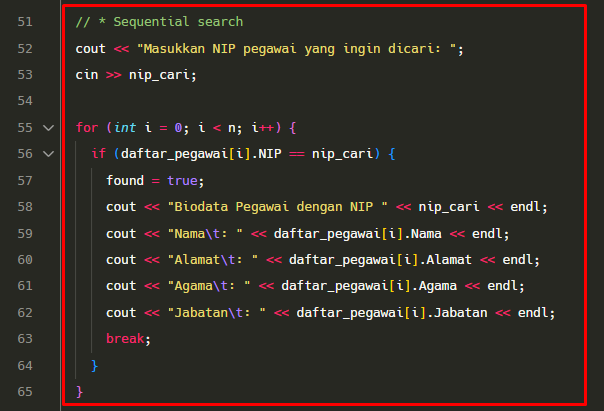 51 // * Sequential search
52 cout << "Masukkan NIP pegawai yang ingin dicari: ";
53 cin >> nip_cari;
54
55 for (int i = 0; i < n; i++) {
56 if (daftar_pegawai[i].NIP == nip_cari) {
57 found = true;
58 cout << "Biodata Pegawai dengan NIP " << nip_cari << endl;
59 cout << "Nama\t: " << daftar_pegawai[i].Nama << endl;
60 cout << "Alamat\t: " << daftar_pegawai[i].Alamat << endl;
61 cout << "Agama\t: " << daftar_pegawai[i].Agama << endl;
62 cout << "Jabatan\t: " << daftar_pegawai[i].Jabatan << endl;
63 break;
64 }
65 }